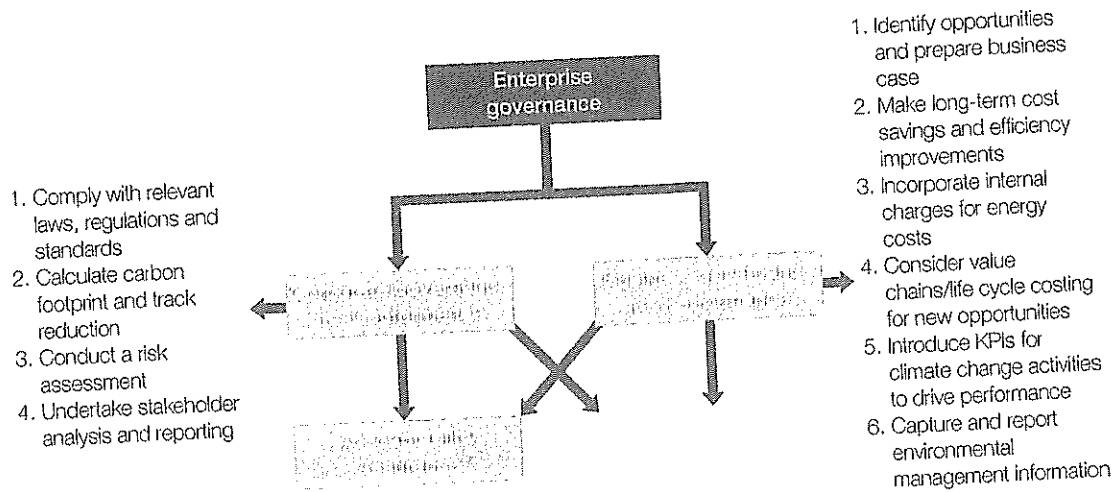 Enterprise
governance
1. Comply with relevant
laws, regulations and
standards
2. Calculate carbon
footprint and track
reduction
3. Conduct a risk
assessment
4. Undertake stakeholder
analysis and reporting
1. Identify opportunities
and prepare business
case
2. Make long-term cost
savings and efficiency
improvements
3. Incorporate internal
charges for energy
costs
4. Consider value
chains/life cycle costing
for new opportunities
5. Introduce KPIs for
climate change activities
to drive performance
6. Capture and report
environmental
management information